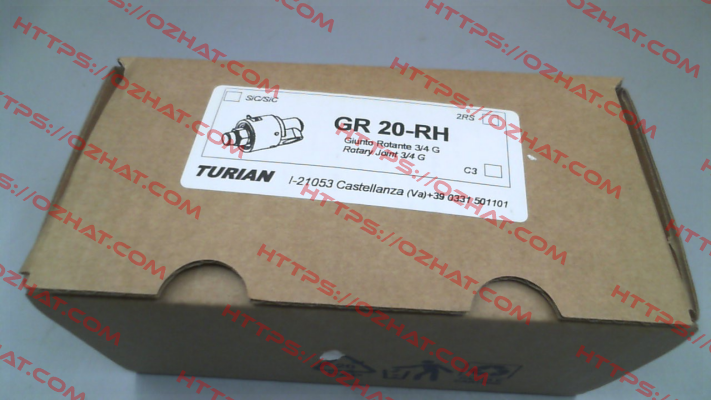 SIC/SIC
2RS
GR 20-RH
Giunto Rotante 3/4 G
Rotary Joint 3/4 G
C3
TURIAN
I-21053 Castellanza (Va)+39 0331 501101
HTTPS://OZHAT.COM